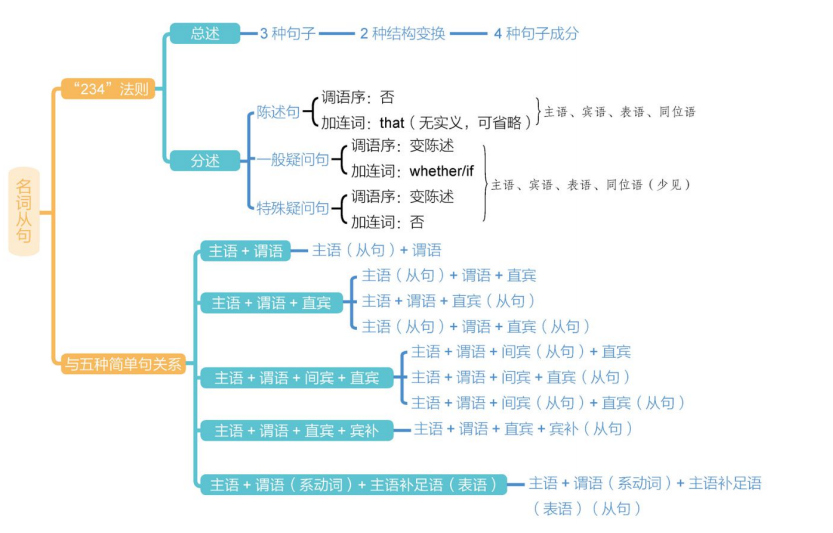 名词从句
“234”法则
总述
3 种句子
2 种结构变换
4 种句子成分
分述
陈述句
调语序：否
加连词：that（无实义，可省略）
主语、宾语、表语、同位语
一般疑问句
调语序：变陈述
加连词：whether/if
特殊疑问句
调语序：变陈述
加连词：否
主语、宾语、表语、同位语（少见）
与五种简单句关系
主语 + 谓语
主语（从句）+ 谓语
主语 + 谓语 + 直宾
主语（从句）+ 谓语 + 直宾
主语 + 谓语 + 直宾（从句）
主语（从句）+ 谓语 + 直宾（从句）
主语 + 谓语 + 间宾 + 直宾
主语 + 谓语 + 间宾（从句）+ 直宾
主语 + 谓语 + 间宾 + 直宾（从句）
主语 + 谓语 + 间宾（从句）+ 直宾（从句）
主语 + 谓语 + 直宾 + 宾补
主语 + 谓语 + 直宾 + 宾补（从句）
主语 + 谓语（系动词）+ 主语补足语（表语）
主语 + 谓语（系动词）+ 主语补足语
（表语）（从句）